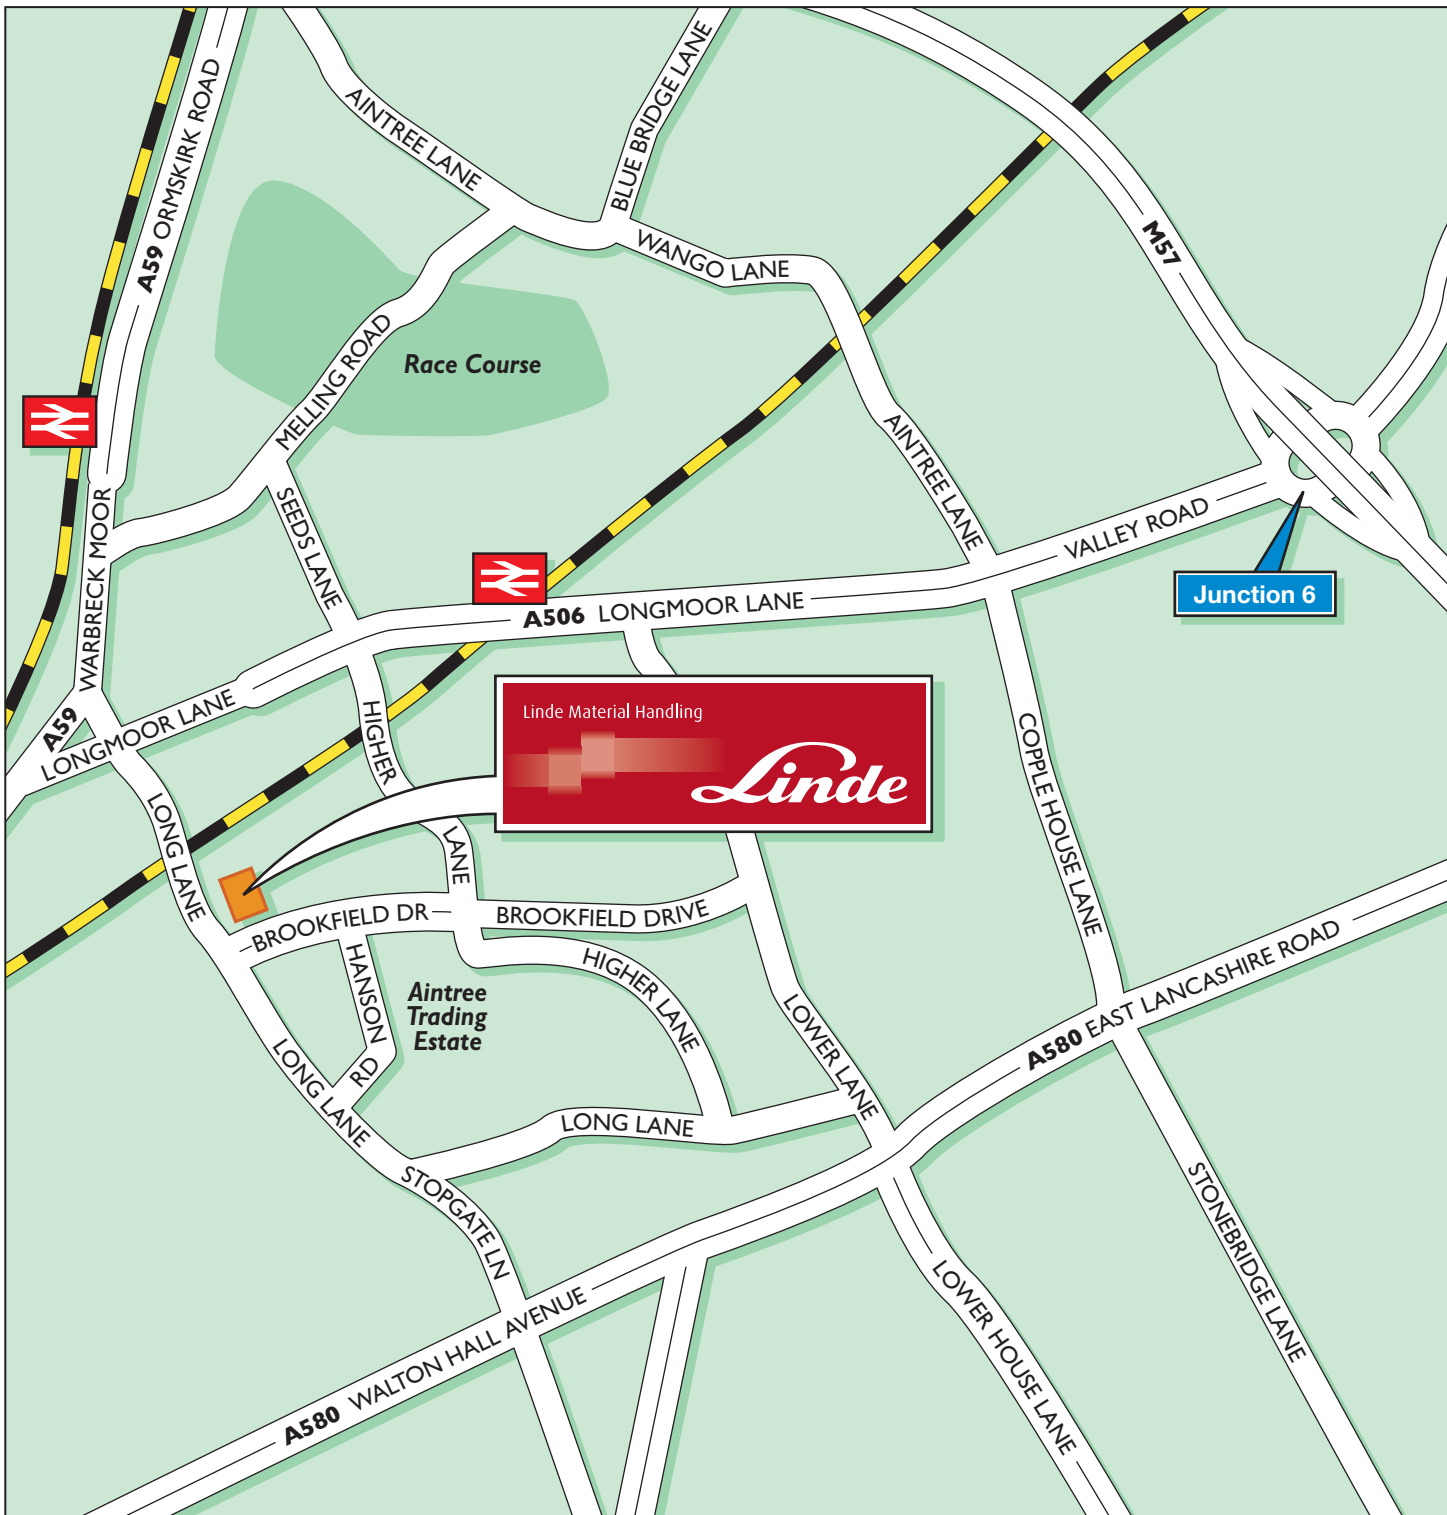 A59 ORMSKIRK ROAD
AINTREE LANE
BLUE BRIDGE LANE
WANGO LANE
M57
MELLING ROAD
Race Course
AINTREE LANE
SEEDS LANE
WARBRECK MOOR
VALLEY ROAD
Junction 6
A506 LONGMOOR LANE
A59
LONGMOOR LANE
HIGHER
LANE
Linde Material Handling
Linde
COPPLE HOUSE LANE
LONG LANE
BROOKFIELD DR
BROOKFIELD DRIVE
HANSON
RD
Aintree
Trading
Estate
HIGHER LANE
LOWER LANE
A580 EAST LANCASHIRE ROAD
LONG LANE
LONG LANE
STOPGATE LN
STONEBRIDGE LANE
LOWER HOUSE LANE
A580 WALTON HALL AVENUE